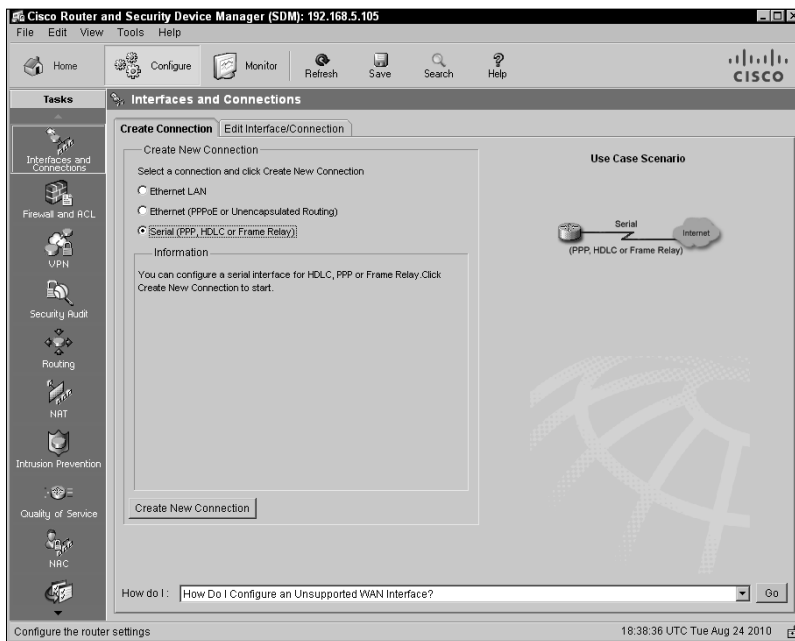 Cisco Router and Security Device Manager (SDM): 192.168.5.105
File Edit View Tools Help
Home Configure Monitor Refresh Save Search Help
CISCO
Tasks
Interfaces and Connections
Create Connection Edit Interface/Connection
Interfaces and
Connections
Firewall and ACL
VPN
Security Audit
Routing
NAT
Intrusion Prevention
Quality of Service
NAC
Create New Connection
Select a connection and click Create New Connection
Ethernet LAN
Ethernet (PPPoE or Unencapsulated Routing)
Serial (PPP, HDLC or Frame Relay)
Information
You can configure a serial interface for HDLC, PPP or Frame Relay.Click
Create New Connection to start.
Create New Connection
Use Case Scenario
Serial
Internet
(PPP, HDLC or Frame Relay)
How do I : How Do I Configure an Unsupported WAN Interface? Go
Configure the router settings 18:38:36 UTC Tue Aug 24 2010